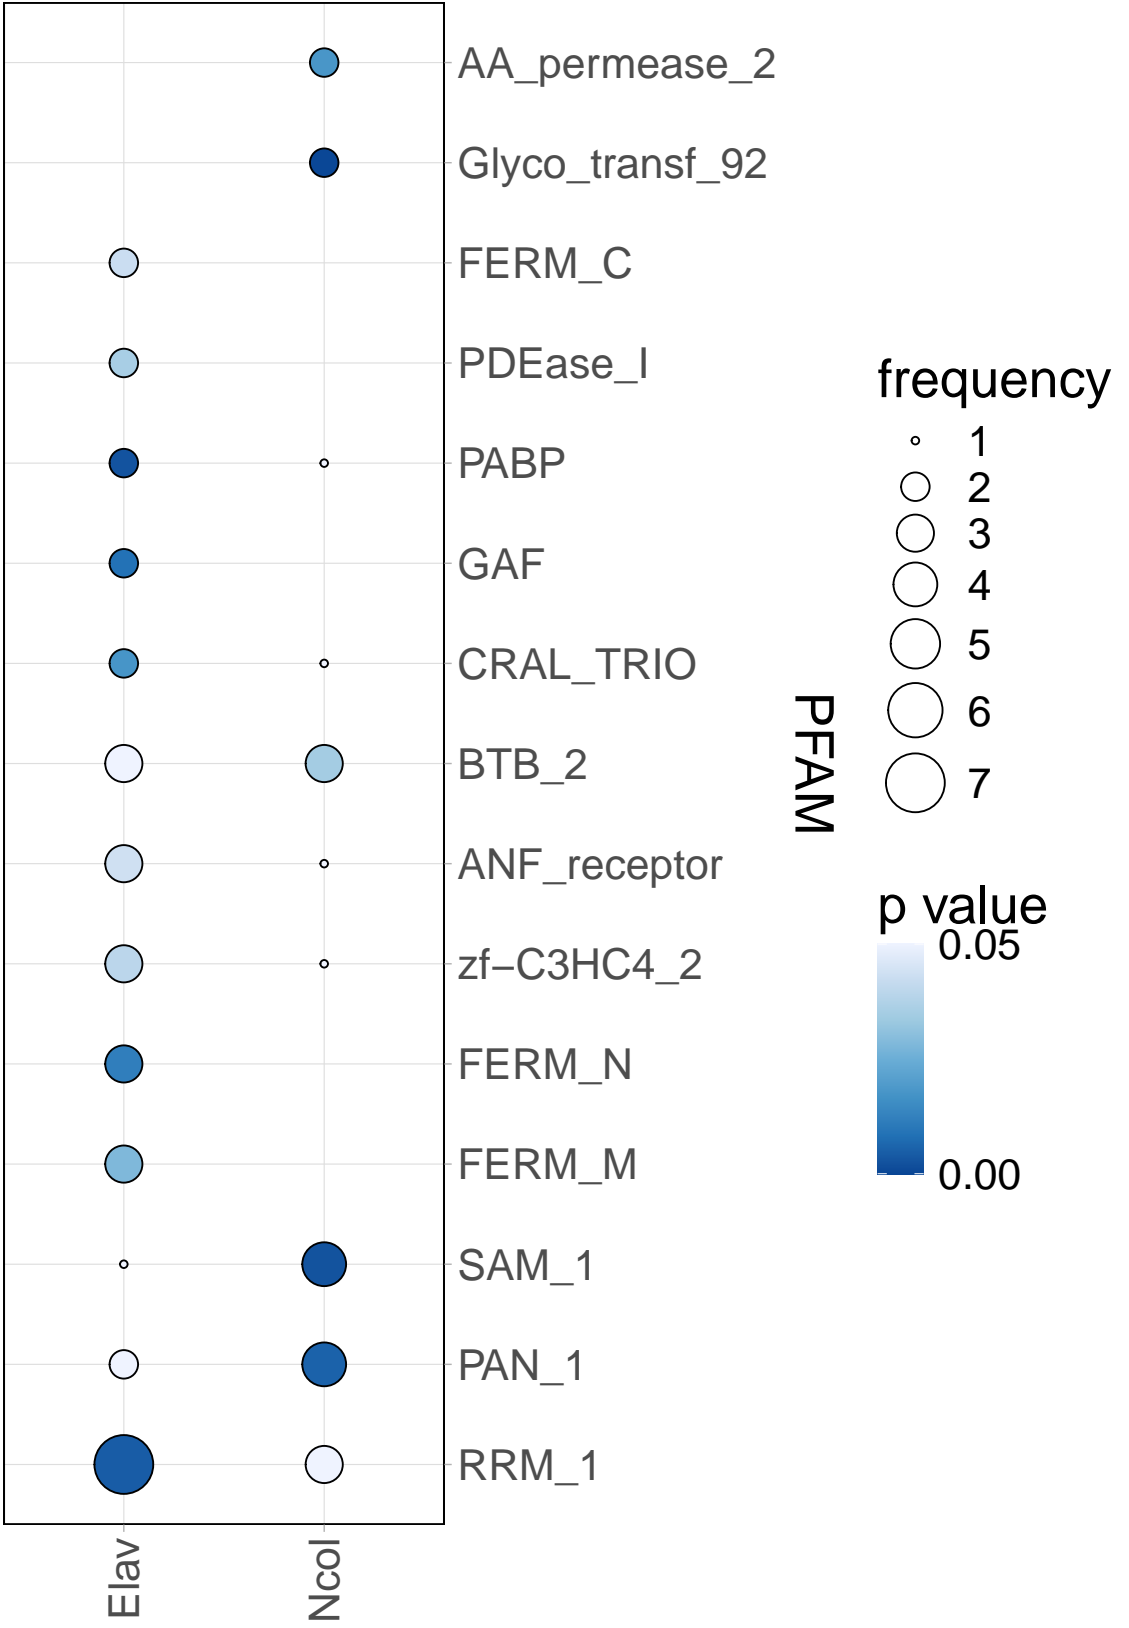 AA_permease_2
Glyco_transf_92
FERM_C
PDEase_I
PABP
GAF
CRAL_TRIO
BTB_2
ANF_receptor
zf−C3HC4_2
FERM_N
FERM_M
SAM_1
PAN_1
RRM_1
Elav
Ncol
PFAM
frequency
1
2
3
4
5
6
7
p value
0.05
0.00